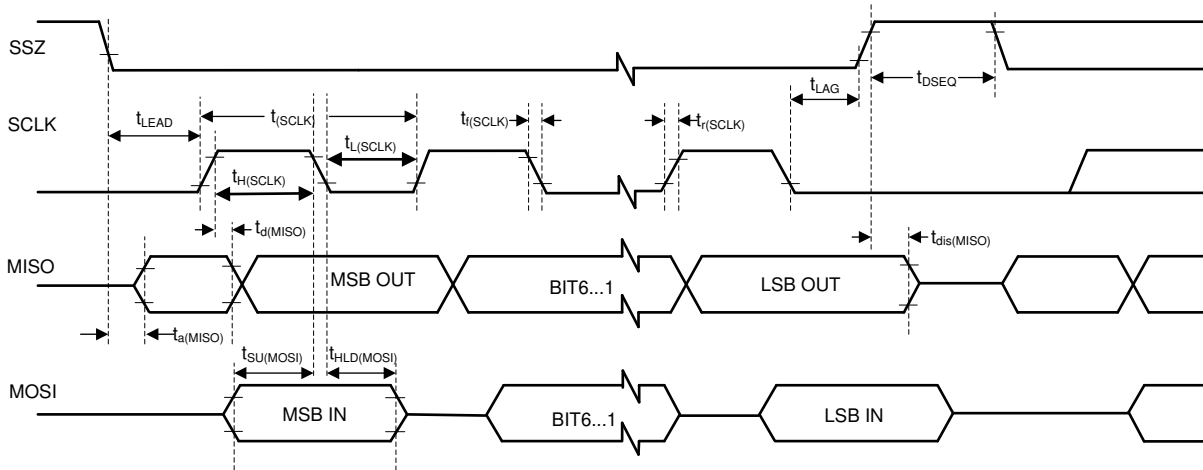 SSZ
tLAG
tDSEQ
SCLK
tLEAD
t(SCLK)
tf(SCLK)
tr(SCLK)
tL(SCLK)
tH(SCLK)
td(MISO)
tdis(MISO)
MISO
MSB OUT
BIT6...1
LSB OUT
ta(MISO)
tSU(MOSI)
tHLD(MOSI)
MOSI
MSB IN
BIT6...1
LSB IN